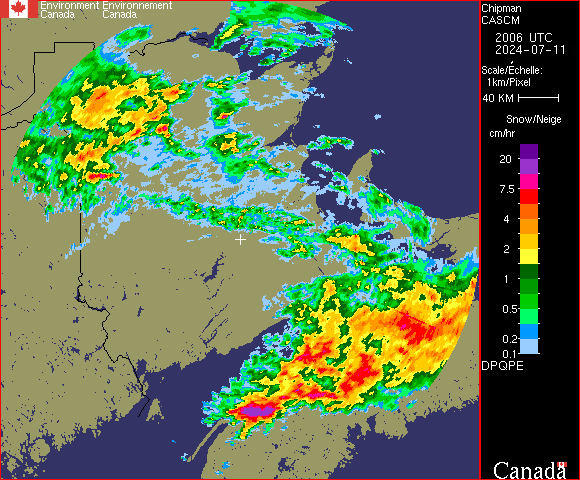 Environment Environnement
Canada Canada
Chipman
CASCM
2006 UTC
2024-07-11
Scale/Echelle:
1km/Pixel
40 KM
Snow/Neige
cm/hr
20
7.5
4
2
1
0.5
0.2
0.1
DPQPE
Canada